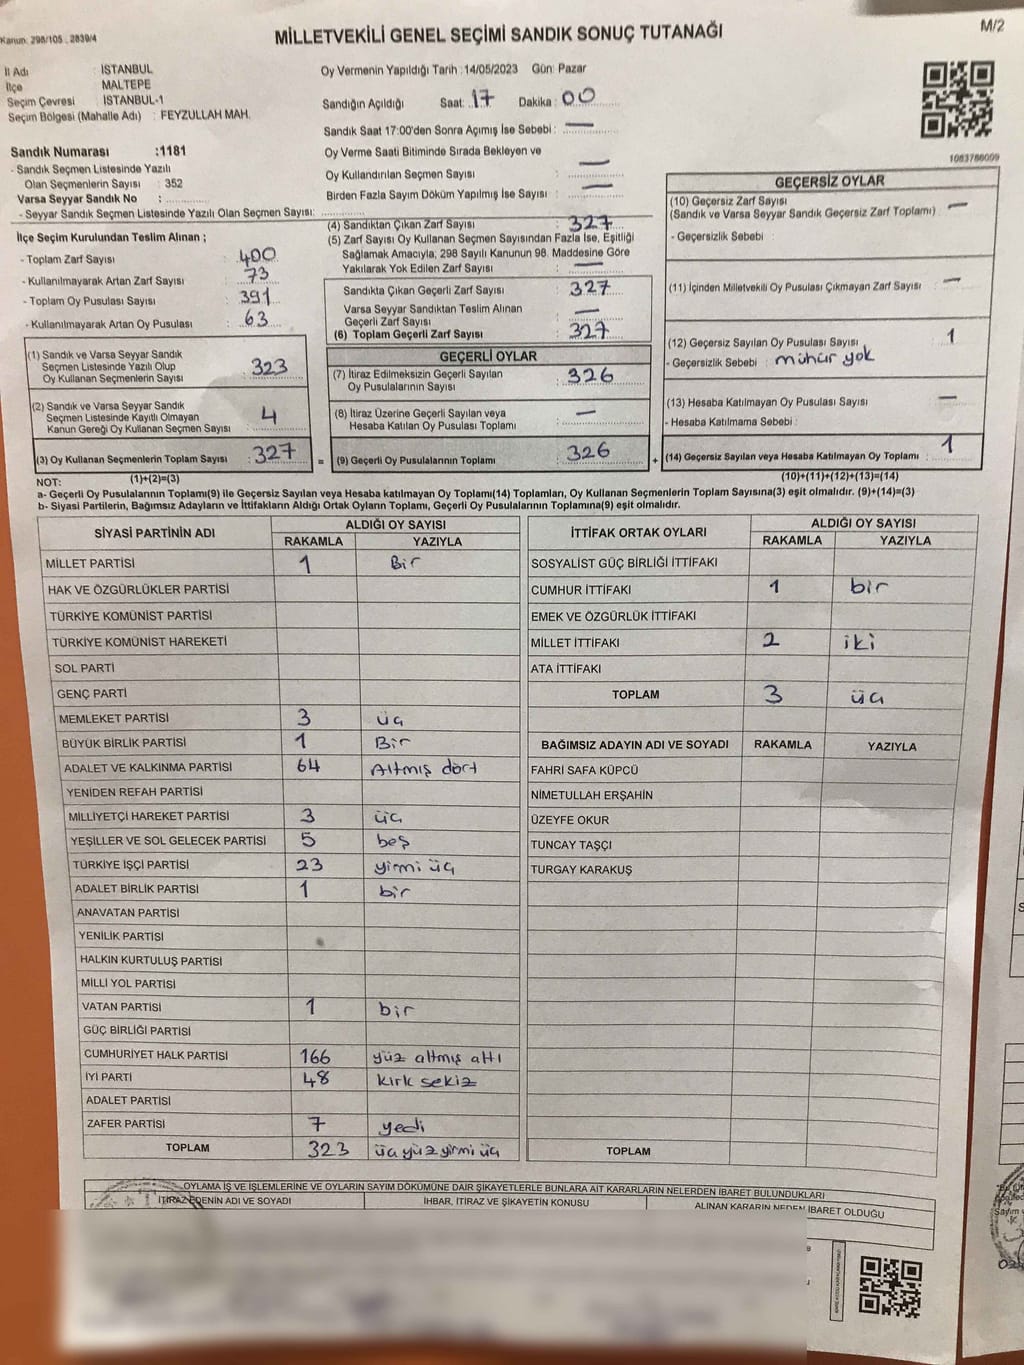 Kanun: 298/105 , 2839/4
MİLLETVEKİLİ GENEL SEÇİMİ SANDIK SONUÇ TUTANAĞI
M/2
İl Adı : İSTANBUL
İlçe : MALTEPE
Seçim Çevresi : İSTANBUL-1
Seçim Bölgesi (Mahalle Adı) : FEYZULLAH MAH.
Sandık Numarası :1181
- Sandık Seçmen Listesinde Yazılı
Olan Seçmenlerin Sayısı : 352
Varsa Seyyar Sandık No :
- Seyyar Sandık Seçmen Listesinde Yazılı Olan Seçmen Sayısı:
Oy Vermenin Yapıldığı Tarih :14/05/2023 Gün: Pazar
Sandığın Açıldığı Saat: 17 Dakika : 00
Sandık Saat 17:00'den Sonra Açımış İse Sebebi : —
Oy Verme Saati Bitiminde Sırada Bekleyen ve
Oy Kullandırılan Seçmen Sayısı : —
Birden Fazla Sayım Döküm Yapılmış İse Sayısı : —
1083786009
İlçe Seçim Kurulundan Teslim Alınan ;
- Toplam Zarf Sayısı : 400
- Kullanılmayarak Artan Zarf Sayısı : 73
- Toplam Oy Pusulası Sayısı : 391
- Kullanılmayarak Artan Oy Pusulası : 63
(1) Sandık ve Varsa Seyyar Sandık
Seçmen Listesinde Yazılı Olup
Oy Kullanan Seçmenlerin Sayısı : 323
(2) Sandık ve Varsa Seyyar Sandık
Seçmen Listesinde Kayıtlı Olmayan
Kanun Gereği Oy Kullanan Seçmen Sayısı : 4
(3) Oy Kullanan Seçmenlerin Toplam Sayısı : 327
(1)+(2)=(3)
(4) Sandıktan Çıkan Zarf Sayısı : 327
(5) Zarf Sayısı Oy Kullanan Seçmen Sayısından Fazla İse, Eşitliği
Sağlamak Amacıyla, 298 Sayılı Kanunun 98. Maddesine Göre
Yakılarak Yok Edilen Zarf Sayısı : —
Sandıkta Çıkan Geçerli Zarf Sayısı : 327
Varsa Seyyar Sandıktan Teslim Alınan
Geçerli Zarf Sayısı : —
(6) Toplam Geçerli Zarf Sayısı : 327
GEÇERLİ OYLAR
(7) İtiraz Edilmeksizin Geçerli Sayılan
Oy Pusulalarının Sayısı : 326
(8) İtiraz Üzerine Geçerli Sayılan veya
Hesaba Katılan Oy Pusulası Toplamı : —
= (9) Geçerli Oy Pusulalarının Toplamı : 326
GEÇERSİZ OYLAR
(10) Geçersiz Zarf Sayısı
(Sandık ve Varsa Seyyar Sandık Geçersiz Zarf Toplamı) : —
- Geçersizlik Sebebi :
(11) İçinden Milletvekili Oy Pusulası Çıkmayan Zarf Sayısı : —
(12) Geçersiz Sayılan Oy Pusulası Sayısı : 1
- Geçersizlik Sebebi : mühür yok
(13) Hesaba Katılmayan Oy Pusulası Sayısı : —
- Hesaba Katılmama Sebebi :
+ (14) Geçersiz Sayılan veya Hesaba Katılmayan Oy Toplamı : 1
(10)+(11)+(12)+(13)=(14)
NOT:
a- Geçerli Oy Pusulalarının Toplamı(9) ile Geçersiz Sayılan veya Hesaba katılmayan Oy Toplamı(14) Toplamları, Oy Kullanan Seçmenlerin Toplam Sayısına(3) eşit olmalıdır. (9)+(14)=(3)
b- Siyasi Partilerin, Bağımsız Adayların ve İttifakların Aldığı Ortak Oyların Toplamı, Geçerli Oy Pusulalarının Toplamına(9) eşit olmalıdır.
SİYASİ PARTİNİN ADI ALDIĞI OY SAYISI
RAKAMLA YAZIYLA
MİLLET PARTİSİ 1 Bir
HAK VE ÖZGÜRLÜKLER PARTİSİ
TÜRKİYE KOMÜNİST PARTİSİ
TÜRKİYE KOMÜNİST HAREKETİ
SOL PARTİ
GENÇ PARTİ
MEMLEKET PARTİSİ 3 üç
BÜYÜK BİRLİK PARTİSİ 1 Bir
ADALET VE KALKINMA PARTİSİ 64 Altmış dört
YENİDEN REFAH PARTİSİ
MİLLİYETÇİ HAREKET PARTİSİ 3 üç
YEŞİLLER VE SOL GELECEK PARTİSİ 5 beş
TÜRKİYE İŞÇİ PARTİSİ 23 yirmi üç
ADALET BİRLİK PARTİSİ 1 bir
ANAVATAN PARTİSİ
YENİLİK PARTİSİ
HALKIN KURTULUŞ PARTİSİ
MİLLİ YOL PARTİSİ
VATAN PARTİSİ 1 bir
GÜÇ BİRLİĞİ PARTİSİ
CUMHURİYET HALK PARTİSİ 166 yüz altmış altı
İYİ PARTİ 48 kırk sekiz
ADALET PARTİSİ
ZAFER PARTİSİ 7 yedi
TOPLAM 323 üç yüz yirmi üç
İTTİFAK ORTAK OYLARI ALDIĞI OY SAYISI
RAKAMLA YAZIYLA
SOSYALİST GÜÇ BİRLİĞİ İTTİFAKI
CUMHUR İTTİFAKI 1 bir
EMEK VE ÖZGÜRLÜK İTTİFAKI
MİLLET İTTİFAKI 2 iki
ATA İTTİFAKI
TOPLAM 3 üç
BAĞIMSIZ ADAYIN ADI VE SOYADI RAKAMLA YAZIYLA
FAHRİ SAFA KÜPCÜ
NİMETULLAH ERŞAHİN
ÜZEYFE OKUR
TUNCAY TAŞÇI
TURGAY KARAKUŞ
TOPLAM
OYLAMA İŞ VE İŞLEMLERİNE VE OYLARIN SAYIM DÖKÜMÜNE DAİR ŞİKAYETLERLE BUNLARA AİT KARARLARIN NELERDEN İBARET BULUNDUKLARI
İTİRAZ EDENİN ADI VE SOYADI İHBAR, İTİRAZ VE ŞİKAYETİN KONUSU ALINAN KARARIN NEDEN İBARET OLDUĞU